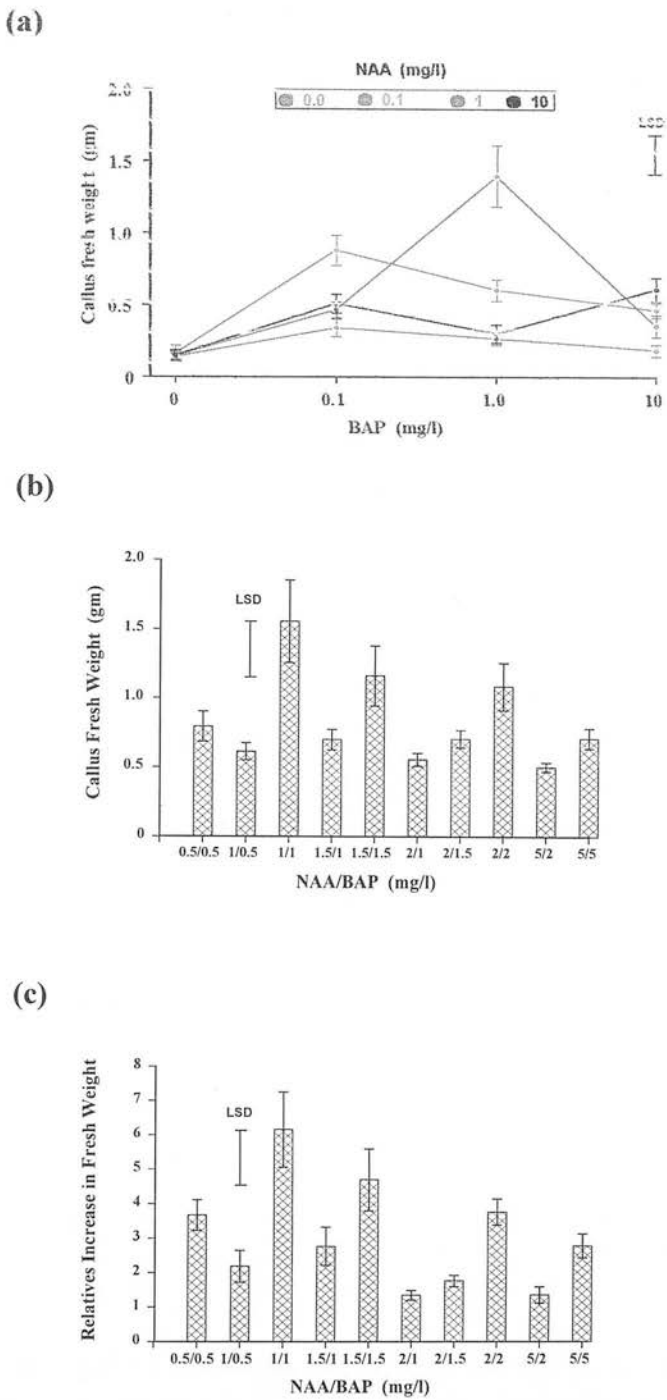 (a)
NAA (mg/l)
0.0 0.1 1 10
LSD
2.0
1.5
1.0
0.5
0
Callus fresh weight (gm)
0 0.1 1.0 10
BAP (mg/l)
(b)
2.0
1.5
1.0
0.5
0
LSD
Callus Fresh Weight (gm)
0.5/0.5 1/0.5 1/1 1.5/1 1.5/1.5 2/1 2/1.5 2/2 5/2 5/5
NAA/BAP (mg/l)
(c)
8
7
6
5
4
3
2
1
0
LSD
Relatives Increase in Fresh Weight
0.5/0.5 1/0.5 1/1 1.5/1 1.5/1.5 2/1 2/1.5 2/2 5/2 5/5
NAA/BAP (mg/l)